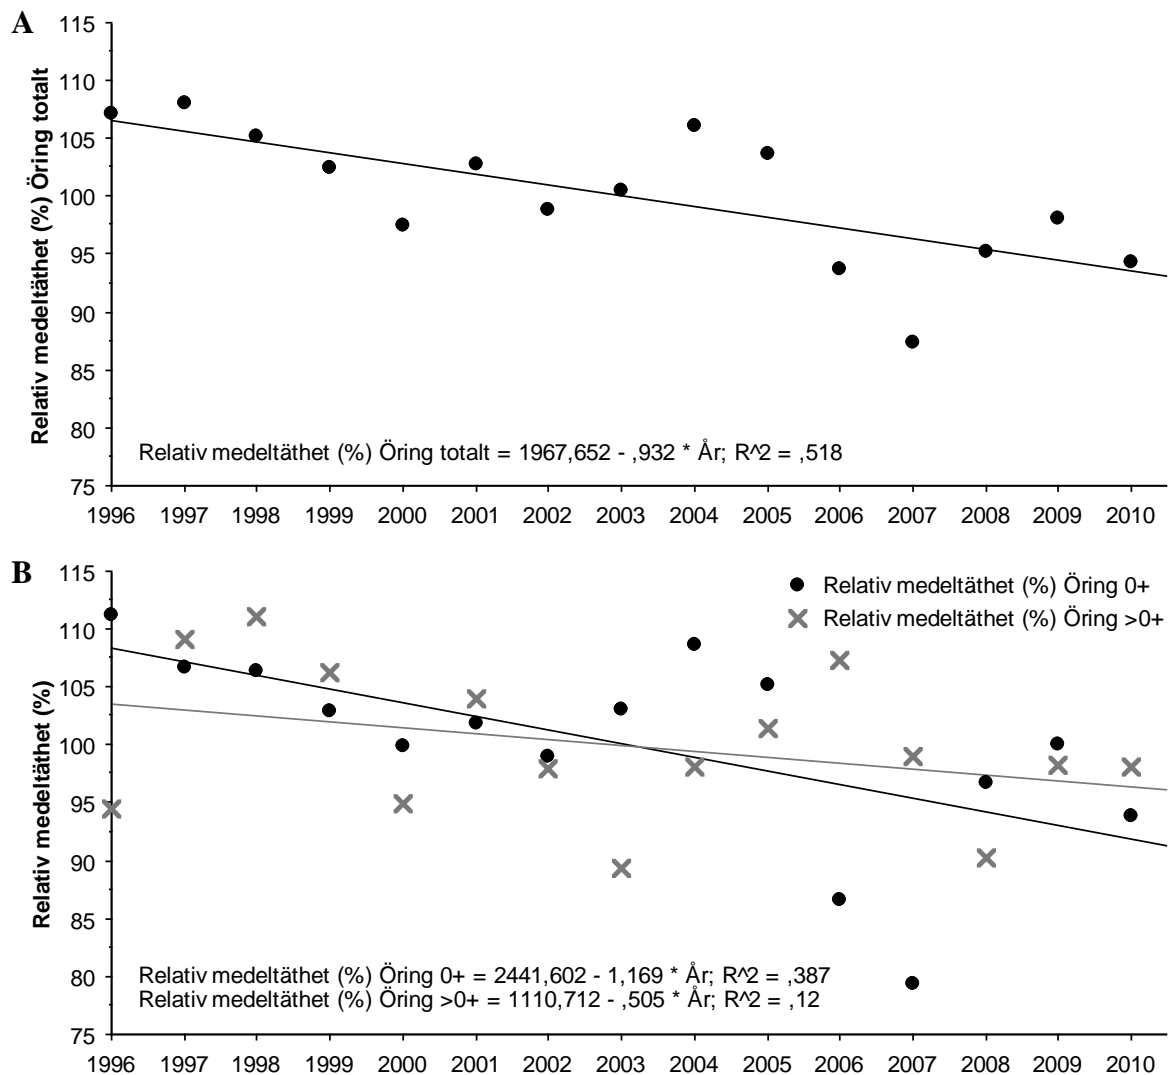 A
Relativ medeltäthet (%) Öring totalt
115
110
105
100
95
90
85
80
75
Relativ medeltäthet (%) Öring totalt = 1967,652 - ,932 * År; R^2 = ,518
1996 1997 1998 1999 2000 2001 2002 2003 2004 2005 2006 2007 2008 2009 2010
B
Relativ medeltäthet (%)
115
110
105
100
95
90
85
80
75
Relativ medeltäthet (%) Öring 0+
Relativ medeltäthet (%) Öring >0+
Relativ medeltäthet (%) Öring 0+ = 2441,602 - 1,169 * År; R^2 = ,387
Relativ medeltäthet (%) Öring >0+ = 1110,712 - ,505 * År; R^2 = ,12
1996 1997 1998 1999 2000 2001 2002 2003 2004 2005 2006 2007 2008 2009 2010